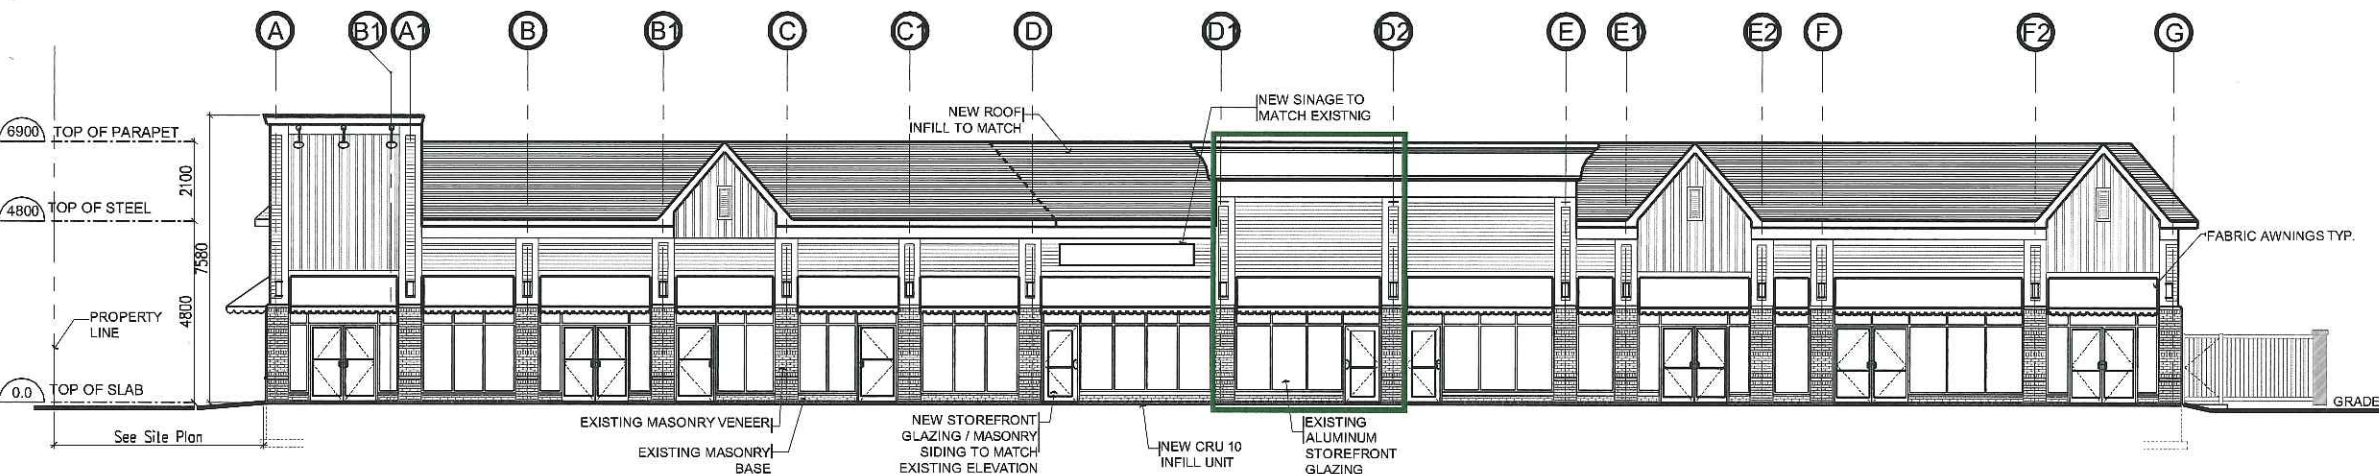 A B1 A1 B B1 C C1 D D1 D2 E E1 E2 F F2 G
NEW SINAGE TO
MATCH EXISTNIG
NEW ROOF
INFILL TO MATCH
6900 TOP OF PARAPET
2100
4800 TOP OF STEEL
7580
FABRIC AWNINGS TYP.
4800
PROPERTY
LINE
0.0 TOP OF SLAB
GRADE
See Site Plan
EXISTING MASONRY VENEER
EXISTING MASONRY
BASE
NEW STOREFRONT
GLAZING / MASONRY
SIDING TO MATCH
EXISTING ELEVATION
NEW CRU 10
INFILL UNIT
EXISTING
ALUMINUM
STOREFRONT
GLAZING